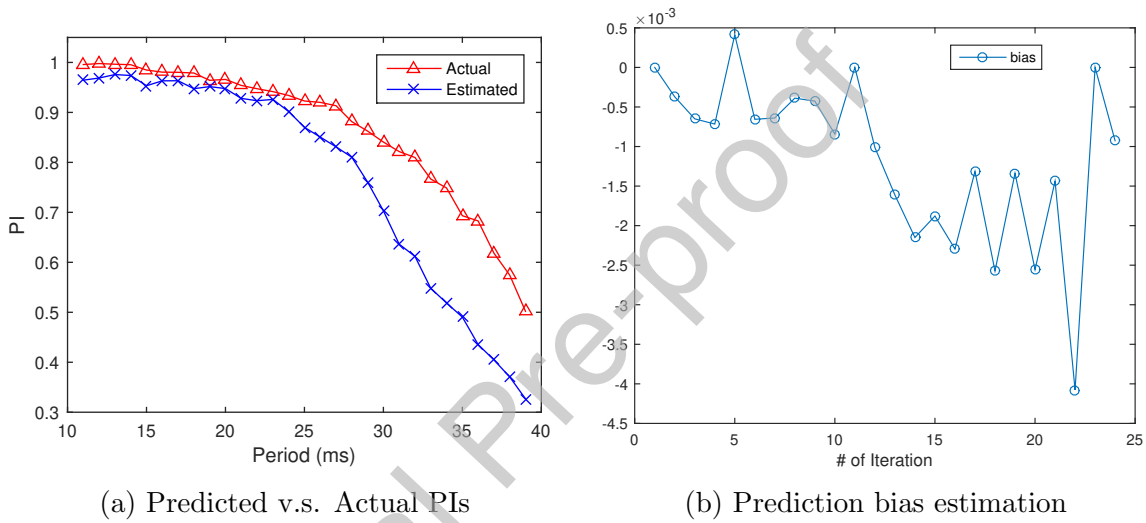 1
0.9
0.8
0.7
0.6
0.5
0.4
0.3
PI
10 15 20 25 30 35 40
Period (ms)
Actual
Estimated
(a) Predicted v.s. Actual PIs
×10⁻³
0.5
0
-0.5
-1
-1.5
-2
-2.5
-3
-3.5
-4
-4.5
0 5 10 15 20 25
# of Iteration
bias
(b) Prediction bias estimation
al Pre-proof